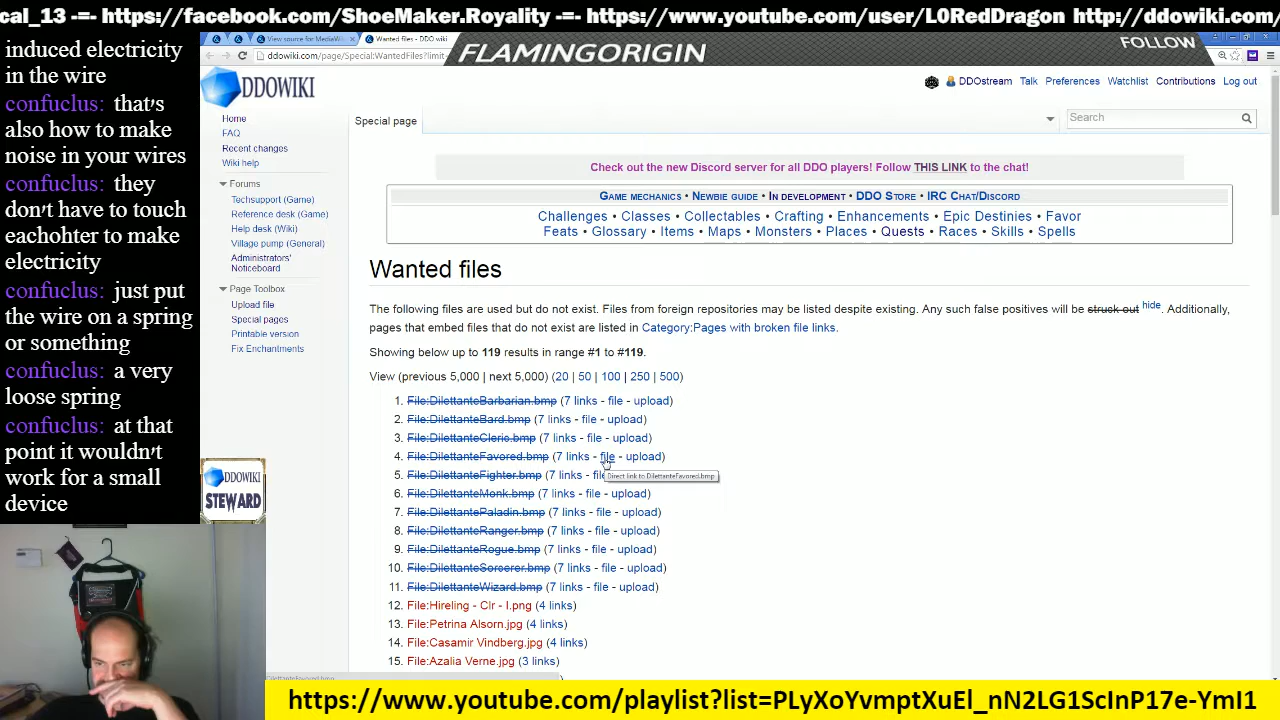 cal_13 -=- https://facebook.com/ShoeMaker.Royality -=- https://www.youtube.com/user/L0RedDragon http://ddowiki.com/
induced electricity
in the wire
confuclus: that's
also how to make
noise in your wires
confuclus: they
don't have to touch
eachohter to make
electricity
confuclus: just put
the wire on a spring
or something
confuclus: a very
loose spring
confuclus: at that
point it wouldn't
work for a small
device
View source for MediaWi
Wanted files - DDO wiki
ddowiki.com/page/Special:WantedFiles?limit
FLAMINGORIGIN
FOLLOW
DDOWIKI
DDOstream Talk Preferences Watchlist Contributions Log out
Home
FAQ
Recent changes
Wiki help
Forums
Techsupport (Game)
Reference desk (Game)
Help desk (Wiki)
Village pump (General)
Administrators'
Noticeboard
Page Toolbox
Upload file
Special pages
Printable version
Fix Enchantments
DDOWIKI
STEWARD
Special page
Search
Check out the new Discord server for all DDO players! Follow THIS LINK to the chat!
Game mechanics • Newbie guide • In development • DDO Store • IRC Chat/Discord
Challenges • Classes • Collectables • Crafting • Enhancements • Epic Destinies • Favor
Feats • Glossary • Items • Maps • Monsters • Places • Quests • Races • Skills • Spells
Wanted files
The following files are used but do not exist. Files from foreign repositories may be listed despite existing. Any such false positives will be struck out. Additionally, hide
pages that embed files that do not exist are listed in Category:Pages with broken file links.
Showing below up to 119 results in range #1 to #119.
View (previous 5,000 | next 5,000) (20 | 50 | 100 | 250 | 500)
1. File:DilettanteBarbarian.bmp (7 links - file - upload)
2. File:DilettanteBard.bmp (7 links - file - upload)
3. File:DilettanteCleric.bmp (7 links - file - upload)
4. File:DilettanteFavored.bmp (7 links - file - upload)
5. File:DilettanteFighter.bmp (7 links - file
Direct link to DilettanteFavored.bmp
6. File:DilettanteMonk.bmp (7 links - file - upload)
7. File:DilettantePaladin.bmp (7 links - file - upload)
8. File:DilettanteRanger.bmp (7 links - file - upload)
9. File:DilettanteRogue.bmp (7 links - file - upload)
10. File:DilettanteSorcerer.bmp (7 links - file - upload)
11. File:DilettanteWizard.bmp (7 links - file - upload)
12. File:Hireling - Clr - I.png (4 links)
13. File:Petrina Alsorn.jpg (4 links)
14. File:Casamir Vindberg.jpg (4 links)
15. File:Azalia Verne.jpg (3 links)
https://www.youtube.com/playlist?list=PLyXoYvmptXuEl_nN2LG1ScInP17e-YmI1